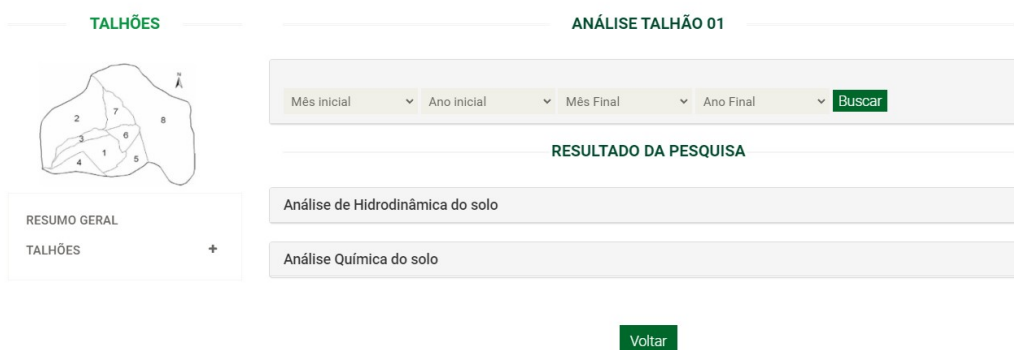 TALHÕES
N
2
7
8
3
6
4
1
5
RESUMO GERAL
TALHÕES +
ANÁLISE TALHÃO 01
Mês inicial Ano inicial Mês Final Ano Final Buscar
RESULTADO DA PESQUISA
Análise de Hidrodinâmica do solo
Análise Química do solo
Voltar